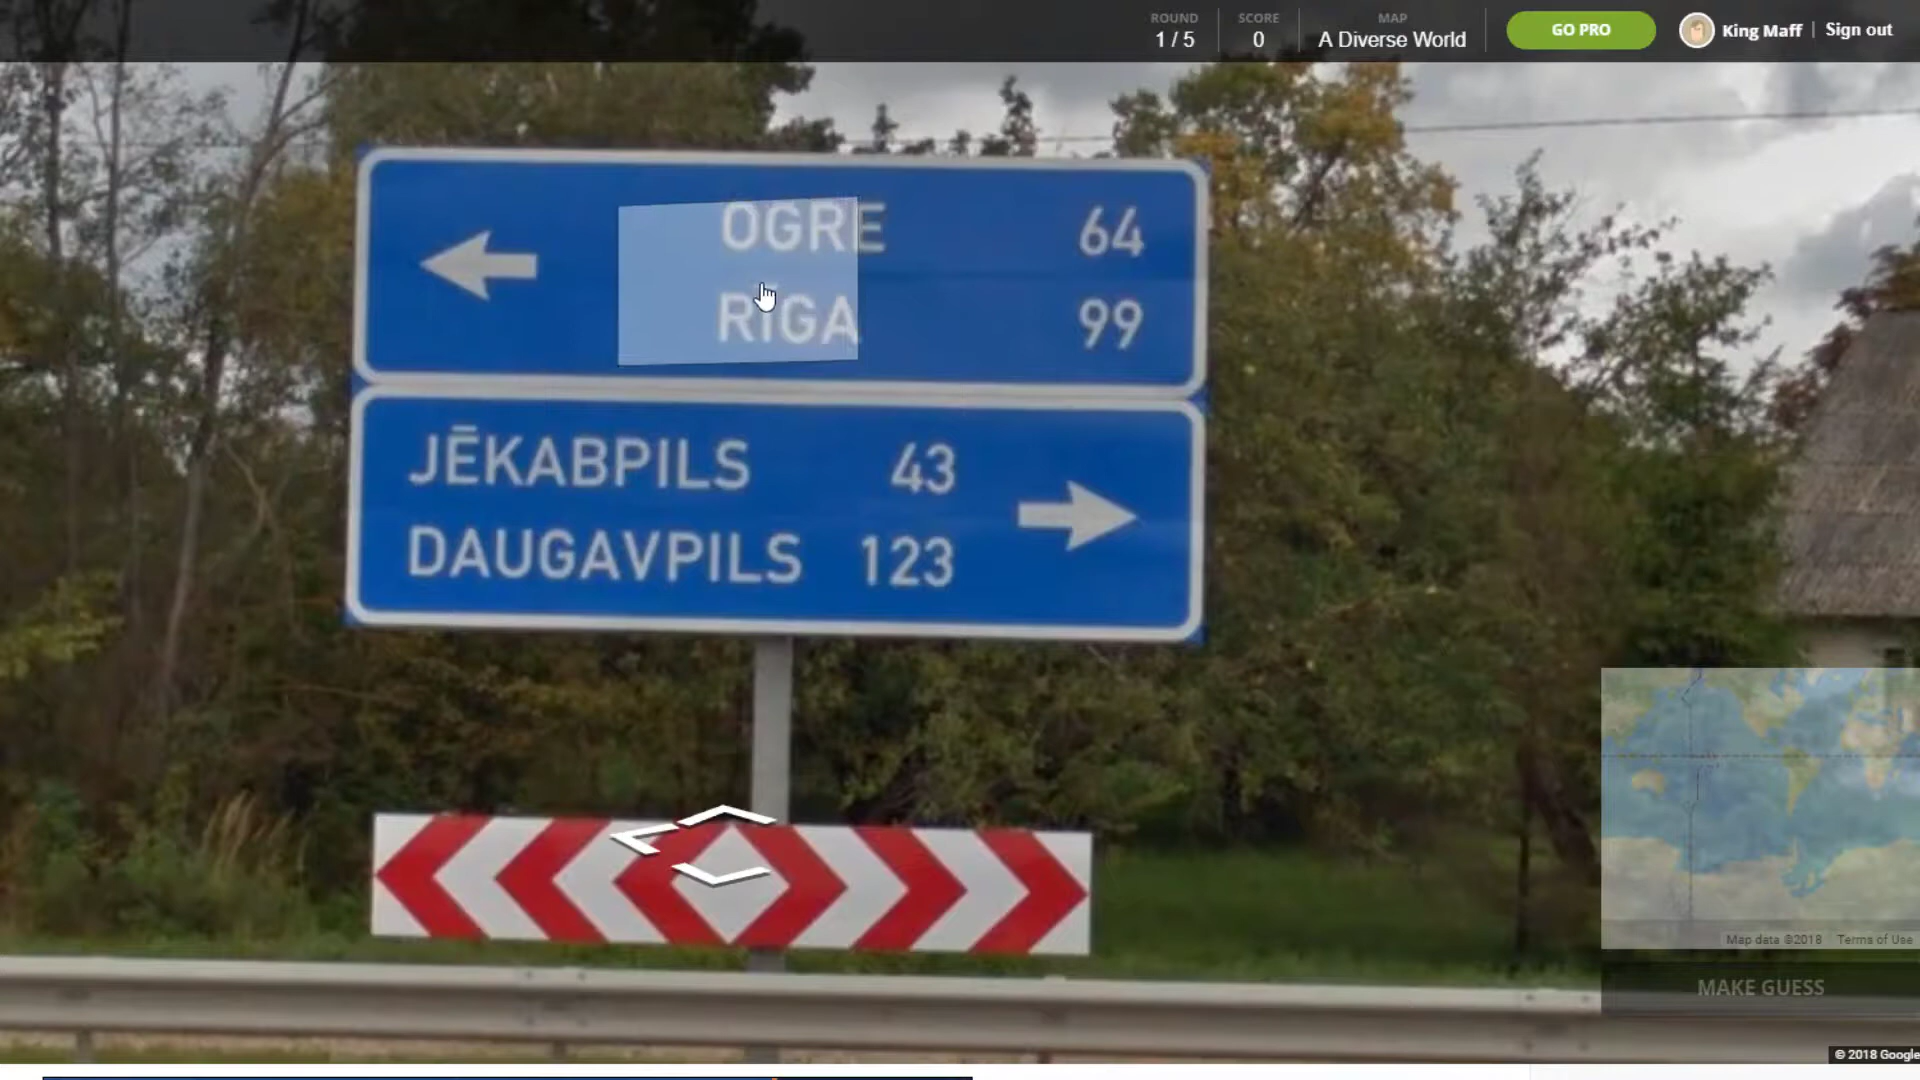 ROUND
1 / 5
SCORE
0
MAP
A Diverse World
GO PRO
King Maff
Sign out
OGRE 64
RĪGA 99
JĒKABPILS 43
DAUGAVPILS 123
Map data ©2018 Terms of Use
MAKE GUESS
© 2018 Google